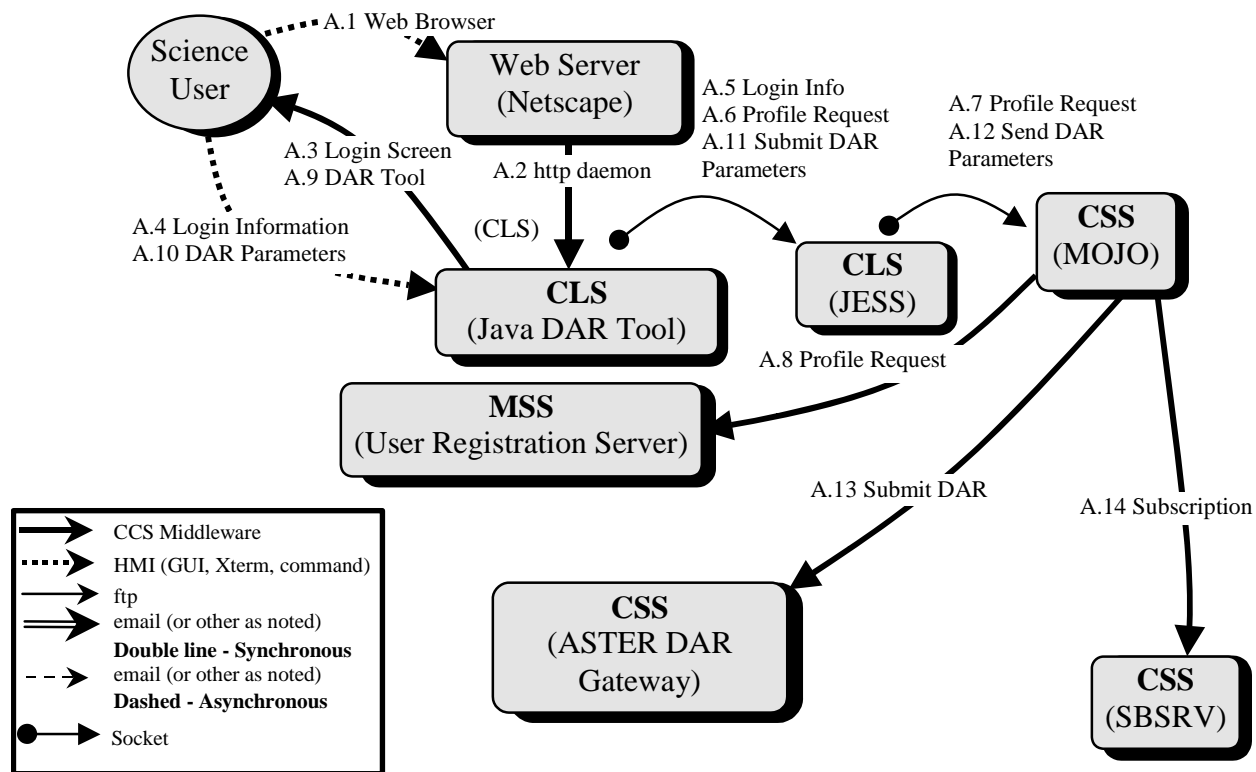 A.1 Web Browser
Science
User
Web Server
(Netscape)
A.5 Login Info
A.6 Profile Request
A.11 Submit DAR
Parameters
A.7 Profile Request
A.12 Send DAR
Parameters
A.3 Login Screen
A.9 DAR Tool
A.2 http daemon
A.4 Login Information
A.10 DAR Parameters
(CLS)
CLS
(Java DAR Tool)
CLS
(JESS)
CSS
(MOJO)
A.8 Profile Request
MSS
(User Registration Server)
A.13 Submit DAR
A.14 Subscription
CSS
(ASTER DAR
Gateway)
CSS
(SBSRV)
CCS Middleware
HMI (GUI, Xterm, command)
ftp
email (or other as noted)
Double line - Synchronous
email (or other as noted)
Dashed - Asynchronous
Socket